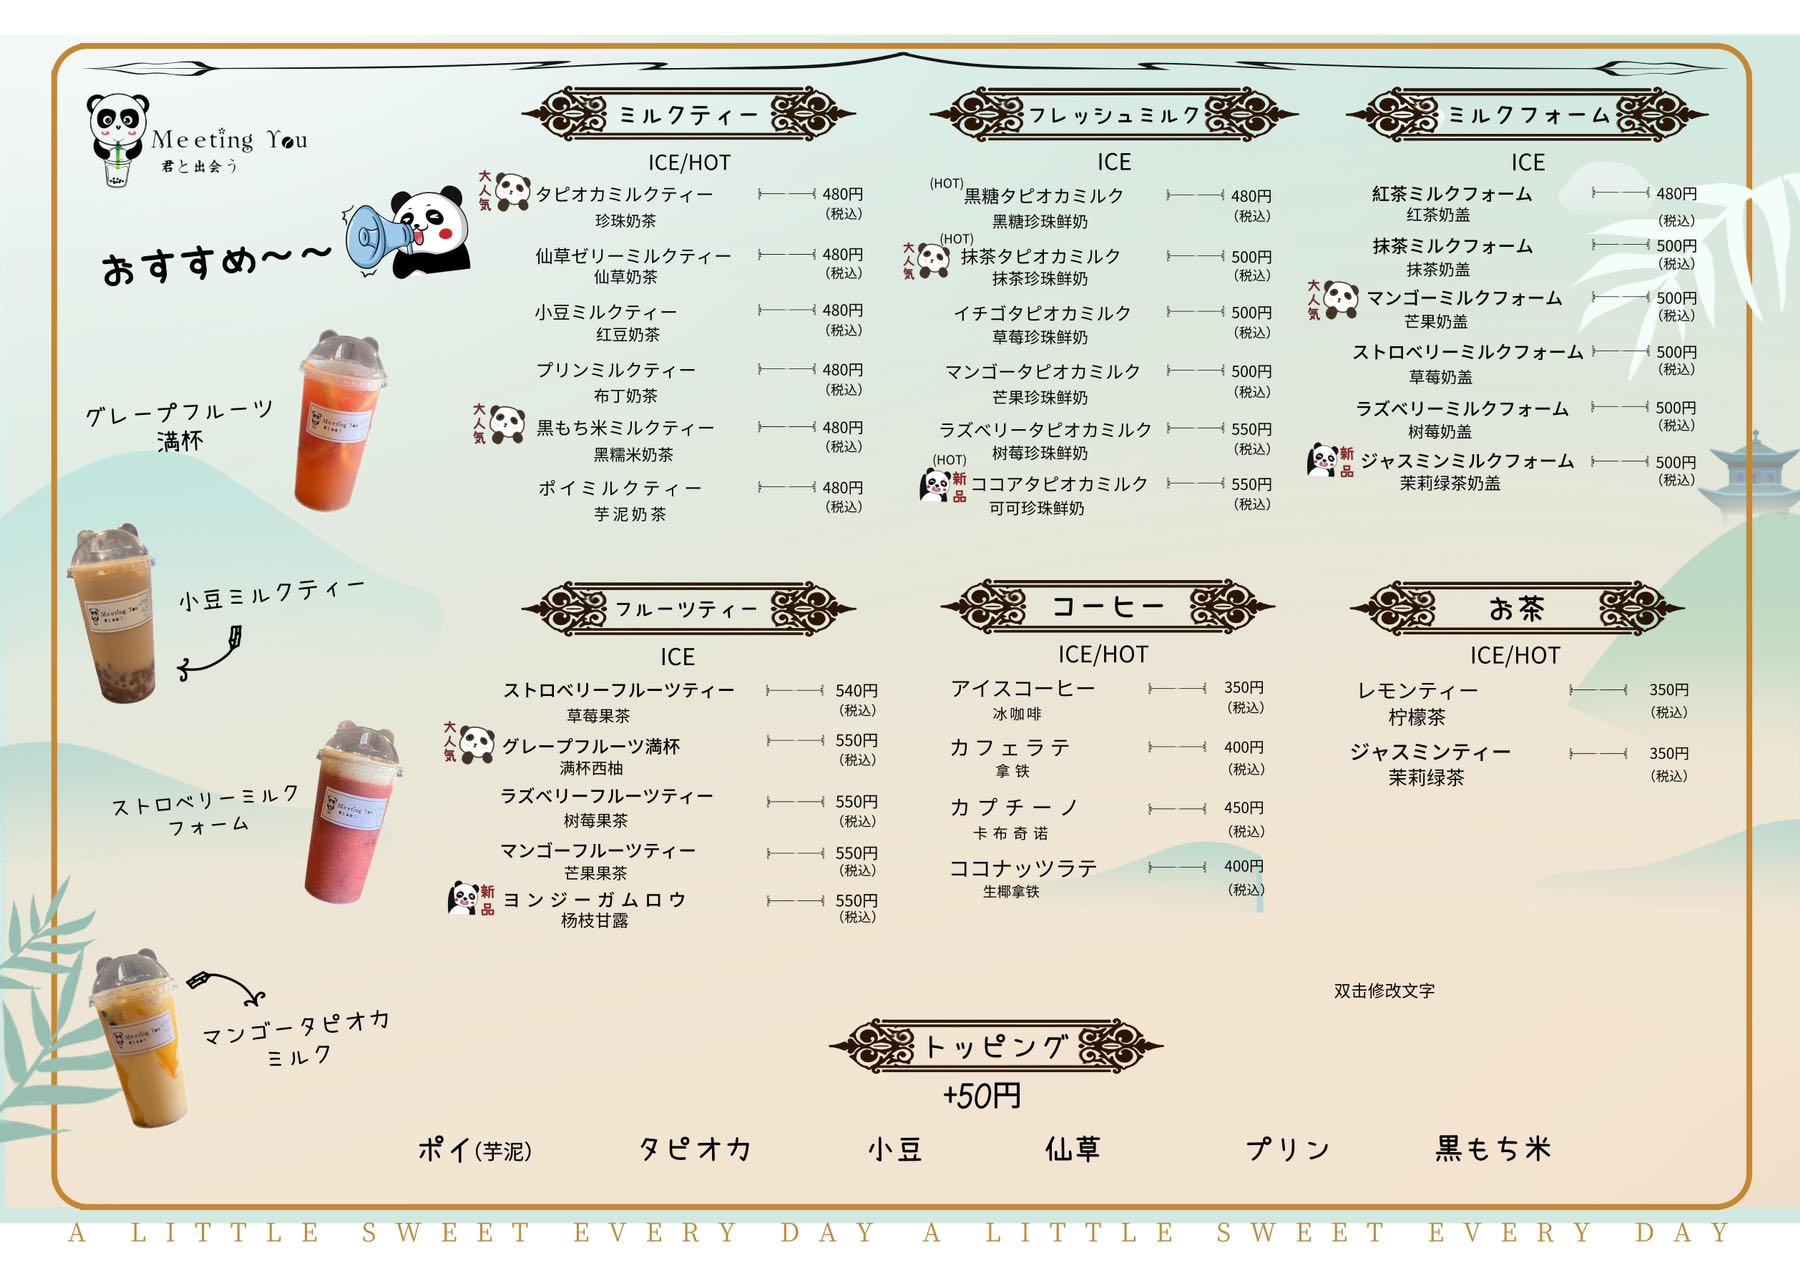 Meeting You
君と出会う
おすすめ～～
グレープフルーツ
満杯
小豆ミルクティー
ストロベリーミルク
フォーム
マンゴータピオカ
ミルク
ミルクティー
ICE/HOT
大人気
タピオカミルクティー 480円
珍珠奶茶 (税込)
仙草ゼリーミルクティー 480円
仙草奶茶 (税込)
小豆ミルクティー 480円
红豆奶茶 (税込)
プリンミルクティー 480円
布丁奶茶 (税込)
大人気
黒もち米ミルクティー 480円
黑糯米奶茶 (税込)
ポイミルクティー 480円
芋泥奶茶 (税込)
フレッシュミルク
ICE
(HOT)
黒糖タピオカミルク 480円
黑糖珍珠鲜奶 (税込)
(HOT)
大人気
抹茶タピオカミルク 500円
抹茶珍珠鲜奶 (税込)
イチゴタピオカミルク 500円
草莓珍珠鲜奶 (税込)
マンゴータピオカミルク 500円
芒果珍珠鲜奶 (税込)
ラズベリータピオカミルク 550円
树莓珍珠鲜奶 (税込)
(HOT)
新品
ココアタピオカミルク 550円
可可珍珠鲜奶 (税込)
ミルクフォーム
ICE
紅茶ミルクフォーム 480円
红茶奶盖 (税込)
抹茶ミルクフォーム 500円
抹茶奶盖 (税込)
大人気
マンゴーミルクフォーム 500円
芒果奶盖 (税込)
ストロベリーミルクフォーム 500円
草莓奶盖 (税込)
ラズベリーミルクフォーム 500円
树莓奶盖 (税込)
新品
ジャスミンミルクフォーム 500円
茉莉绿茶奶盖 (税込)
フルーツティー
ICE
ストロベリーフルーツティー 540円
草莓果茶 (税込)
大人気
グレープフルーツ満杯 550円
满杯西柚 (税込)
ラズベリーフルーツティー 550円
树莓果茶 (税込)
マンゴーフルーツティー 550円
芒果果茶 (税込)
新品
ヨンジーガムロウ 550円
杨枝甘露 (税込)
コーヒー
ICE/HOT
アイスコーヒー 350円
冰咖啡 (税込)
カフェラテ 400円
拿铁 (税込)
カプチーノ 450円
卡布奇诺 (税込)
ココナッツラテ 400円
生椰拿铁 (税込)
お茶
ICE/HOT
レモンティー 350円
柠檬茶 (税込)
ジャスミンティー 350円
茉莉绿茶 (税込)
双击修改文字
トッピング
+50円
ポイ(芋泥) タピオカ 小豆 仙草 プリン 黒もち米
A LITTLE SWEET EVERY DAY A LITTLE SWEET EVERY DAY